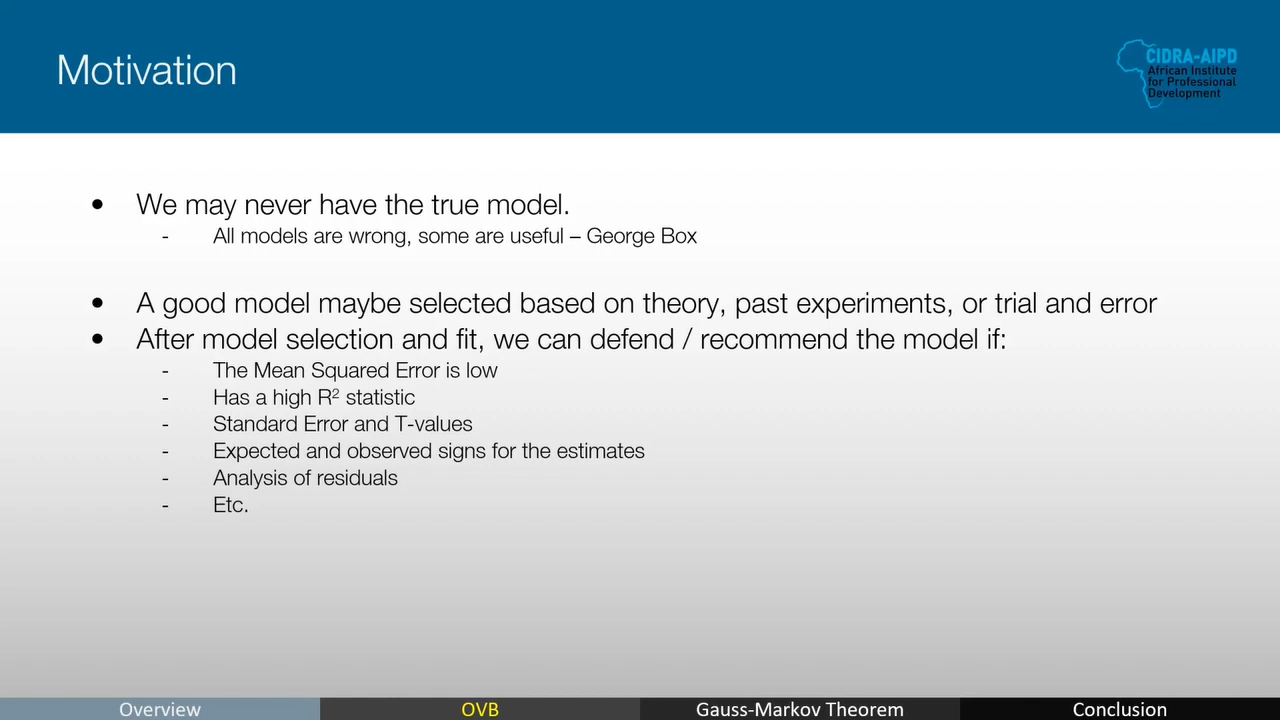 Motivation
CIDRA-AIPD
African Institute
for Professional
Development
• We may never have the true model.
- All models are wrong, some are useful – George Box
• A good model maybe selected based on theory, past experiments, or trial and error
• After model selection and fit, we can defend / recommend the model if:
- The Mean Squared Error is low
- Has a high R² statistic
- Standard Error and T-values
- Expected and observed signs for the estimates
- Analysis of residuals
- Etc.
Overview OVB Gauss-Markov Theorem Conclusion